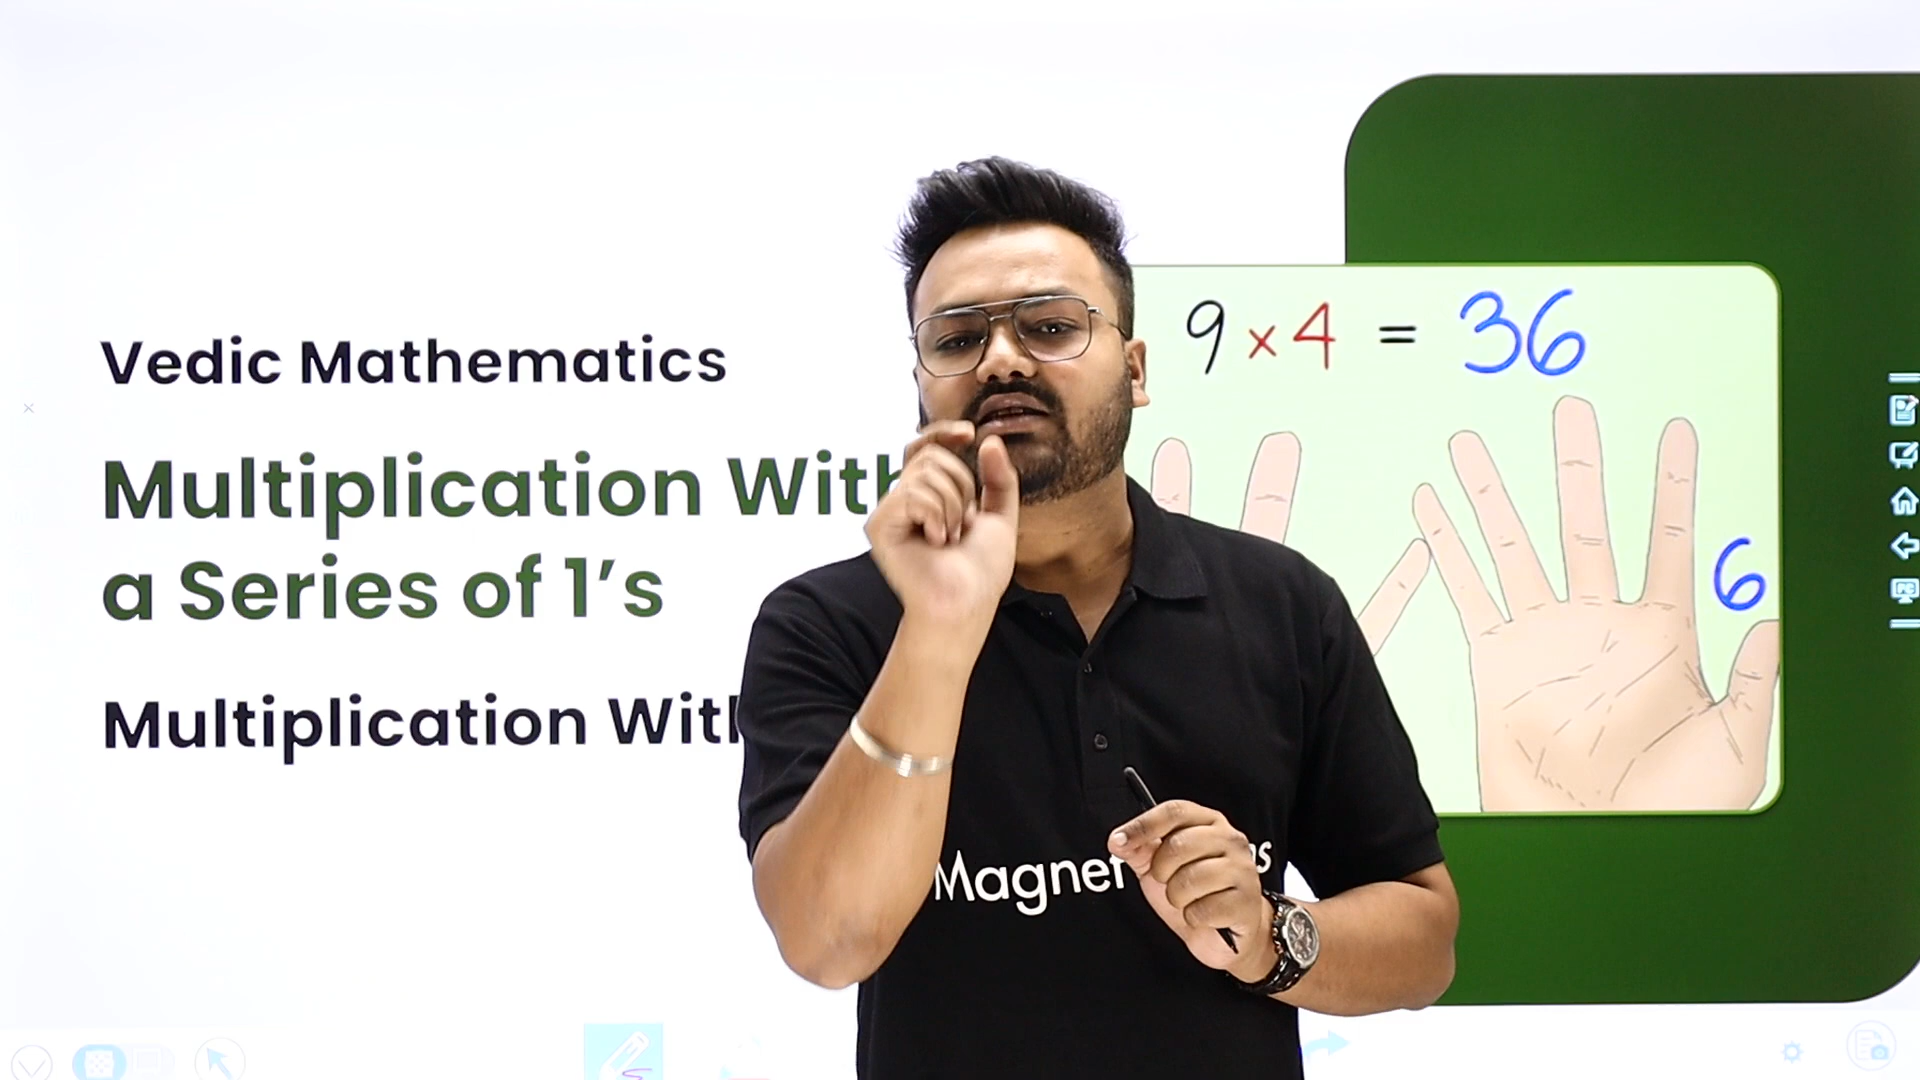 Vedic Mathematics
Multiplication With
a Series of 1's
Multiplication With
9 × 4 = 36
6
Magnet